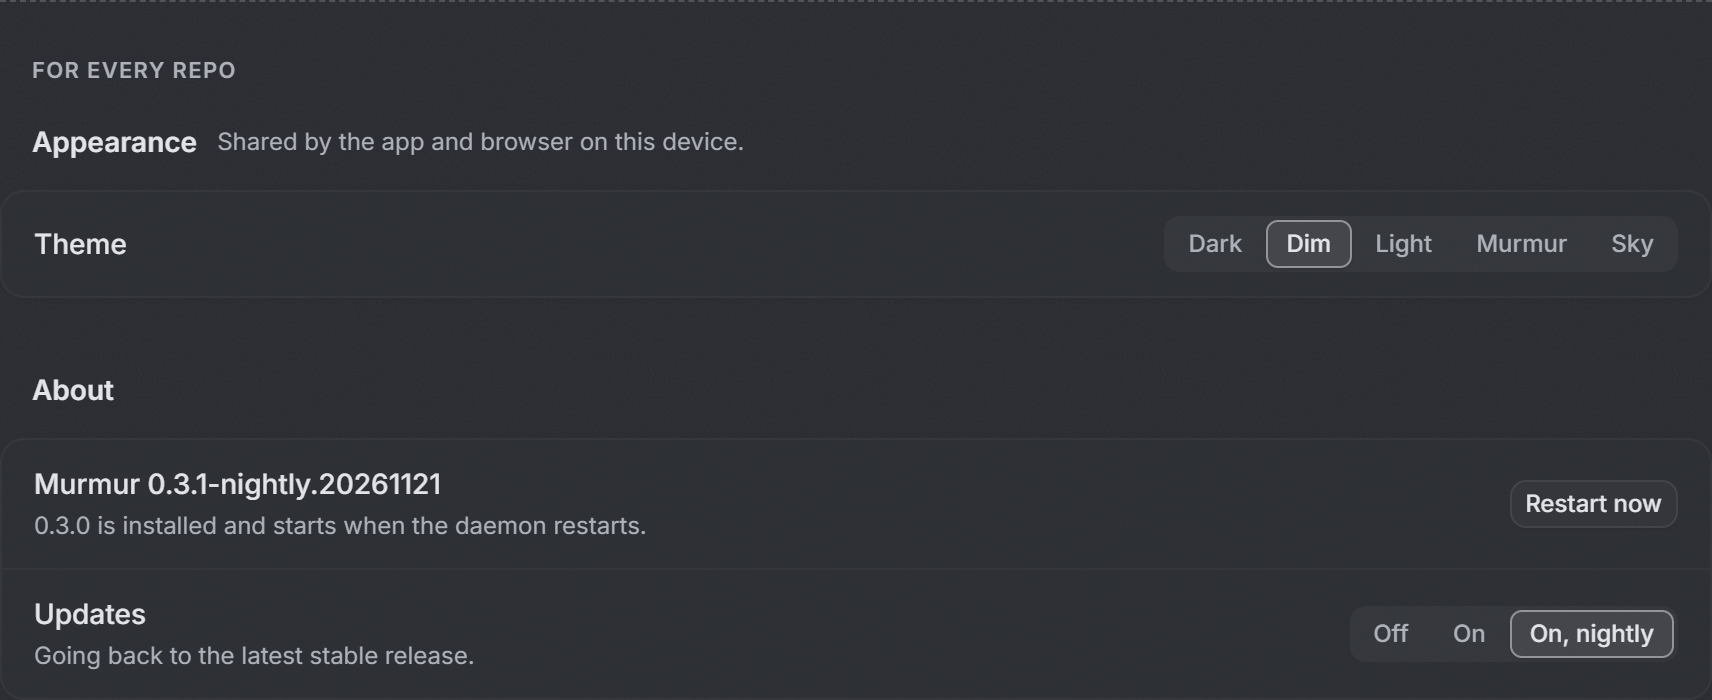 FOR EVERY REPO
Appearance Shared by the app and browser on this device.
Theme Dark Dim Light Murmur Sky
About
Murmur 0.3.1-nightly.20261121
0.3.0 is installed and starts when the daemon restarts.
Restart now
Updates
Going back to the latest stable release.
Off On On, nightly